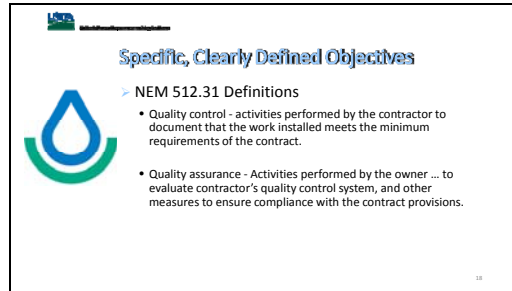 USDA
Specific, Clearly Defined Objectives
NEM 512.31 Definitions
• Quality control - activities performed by the contractor to
document that the work installed meets the minimum
requirements of the contract.
• Quality assurance - Activities performed by the owner ... to
evaluate contractor's quality control system, and other
measures to ensure compliance with the contract provisions.
18